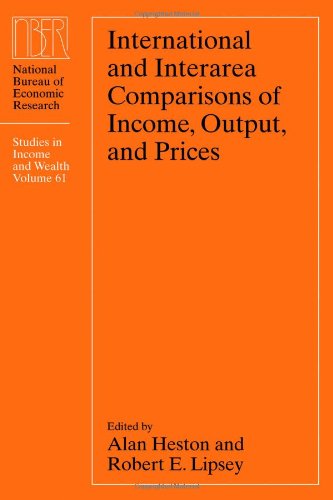 NBER
National
Bureau of
Economic
Research
Studies in
Income
and Wealth
Volume 61
International
and Interarea
Comparisons of
Income, Output,
and Prices
Edited by
Alan Heston and
Robert E. Lipsey